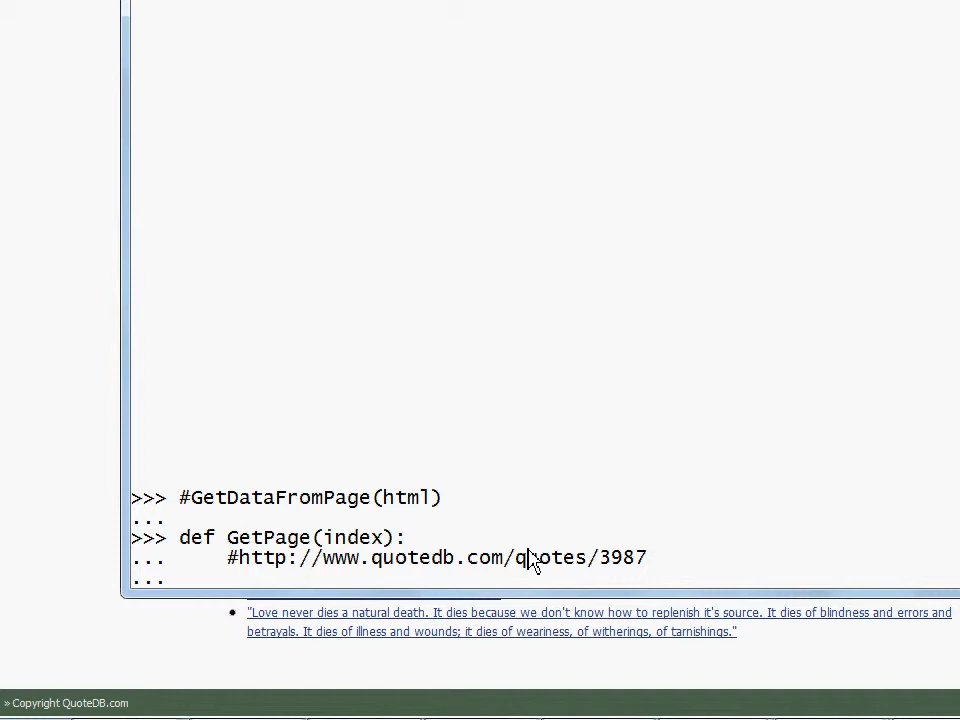 >>> #GetDataFromPage(html)
...
>>> def GetPage(index):
...     #http://www.quotedb.com/quotes/3987
...
"Love never dies a natural death. It dies because we don't know how to replenish it's source. It dies of blindness and errors and
betrayals. It dies of illness and wounds; it dies of weariness, of witherings, of tarnishings."
» Copyright QuoteDB.com